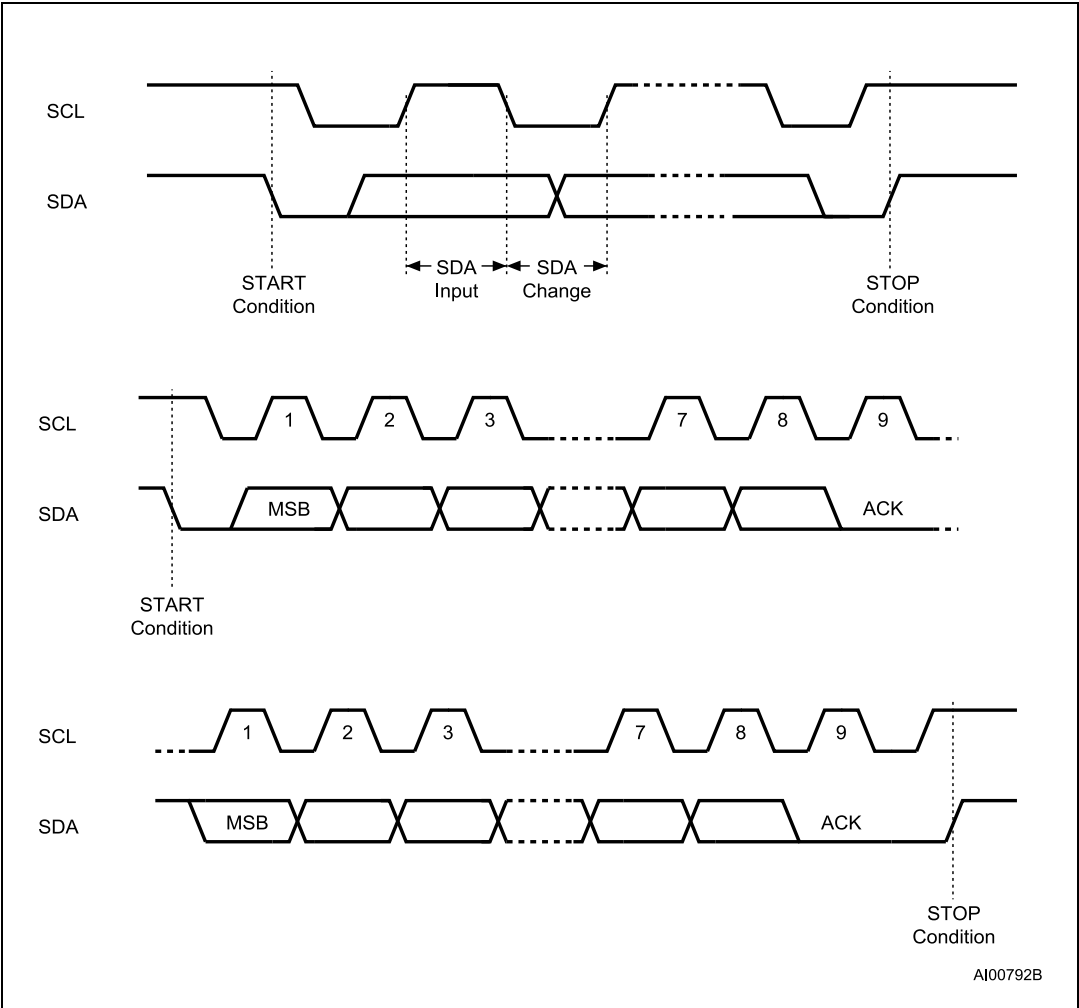 SCL
SDA
SDA
Input
SDA
Change
START
Condition
STOP
Condition
SCL
1
2
3
7
8
9
SDA
MSB
ACK
START
Condition
SCL
1
2
3
7
8
9
SDA
MSB
ACK
STOP
Condition
AI00792B